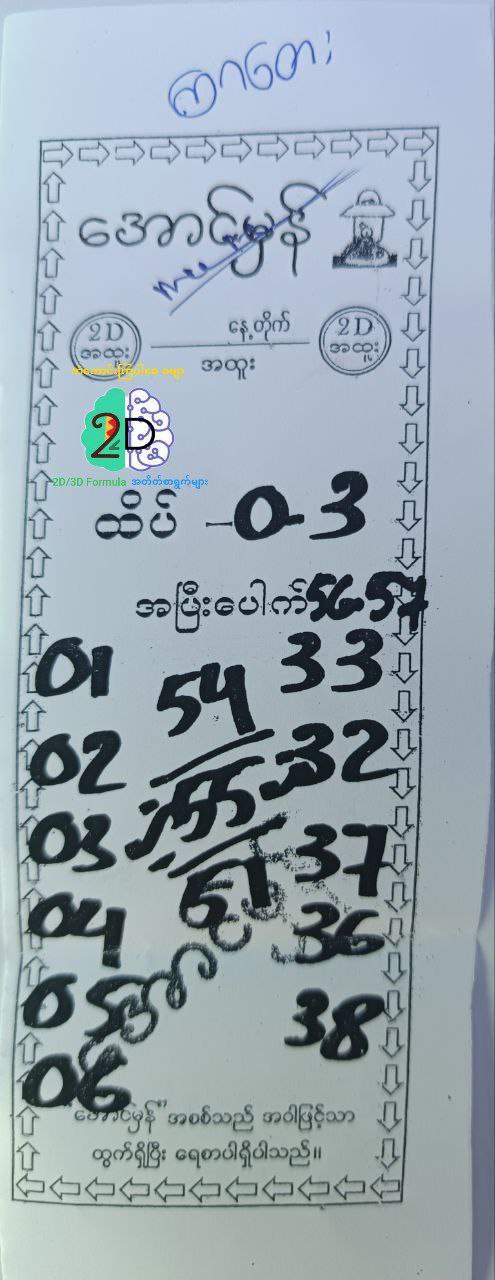 ကြာတေး
အောင်မှန်
2D အထူး
နေ့တိုက်
အထူး
2D အထူး
2D
2D/3D Formula အတိတ်စာရွက်များ
ထိပ် -0-3
အပြီးပေါက် 56-57
01 54 33
02 32
03 37
04 36
05 38
06
"အောင်မှန်" အစစ်သည် အဝါဖြင့်သာ
ထွက်ရှိပြီး ရေစာပါရှိပါသည်။